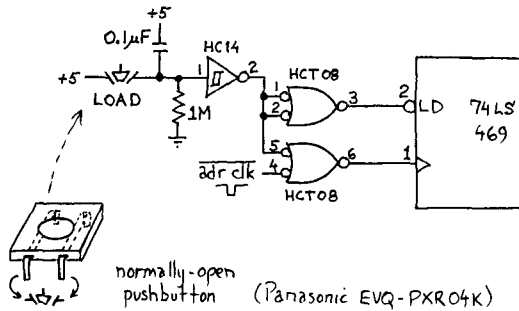 +5
0.1µF
HC14
+5
1
2
LOAD
1M
HCT08
1
2
3
2
LD
74LS
469
5
4
6
1
adr clk
HCT08
normally-open
pushbutton
(Panasonic EVQ-PXR04K)